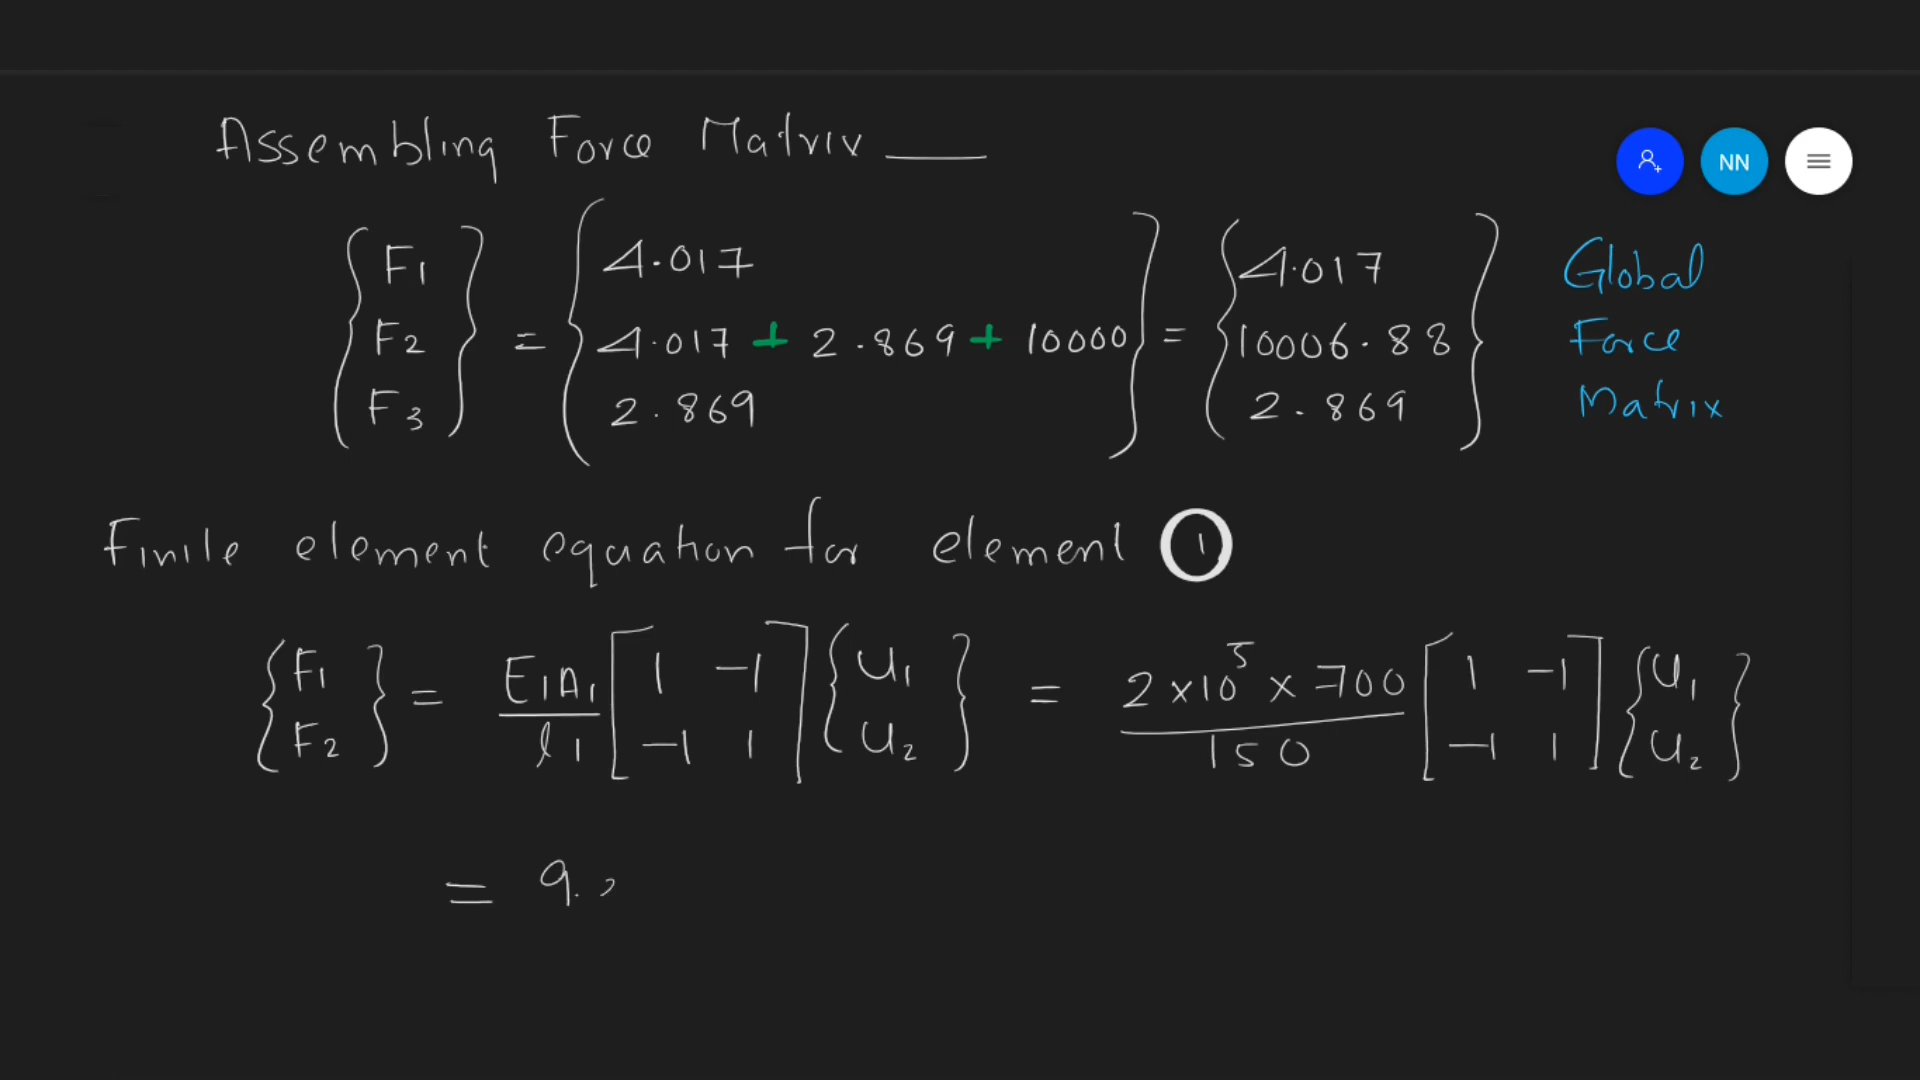 Assembling Force Matrix
NN
{F1 F2 F3} = {4.017 4.017 + 2.869 + 10000 2.869} = {4.017 10006.88 2.869} Global Force Matrix
Finite element equation for element 1
{F1 F2} = E1A1/l1 [1 -1 -1 1] {u1 u2} = 2x10^5 x 700/150 [1 -1 -1 1] {u1 u2}
= 9.